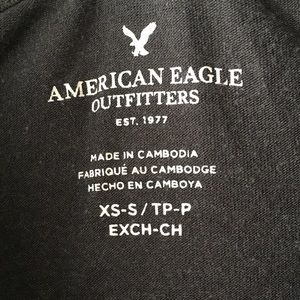 AMERICAN EAGLE
OUTFITTERS
EST. 1977
MADE IN CAMBODIA
FABRIQUÉ AU CAMBODGE
HECHO EN CAMBOYA
XS-S / TP-P
EXCH-CH